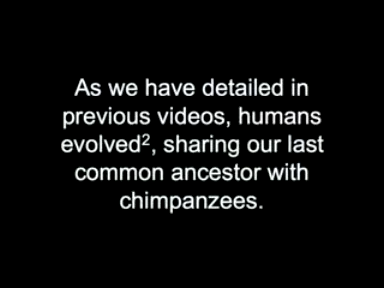 As we have detailed in
previous videos, humans
evolved², sharing our last
common ancestor with
chimpanzees.